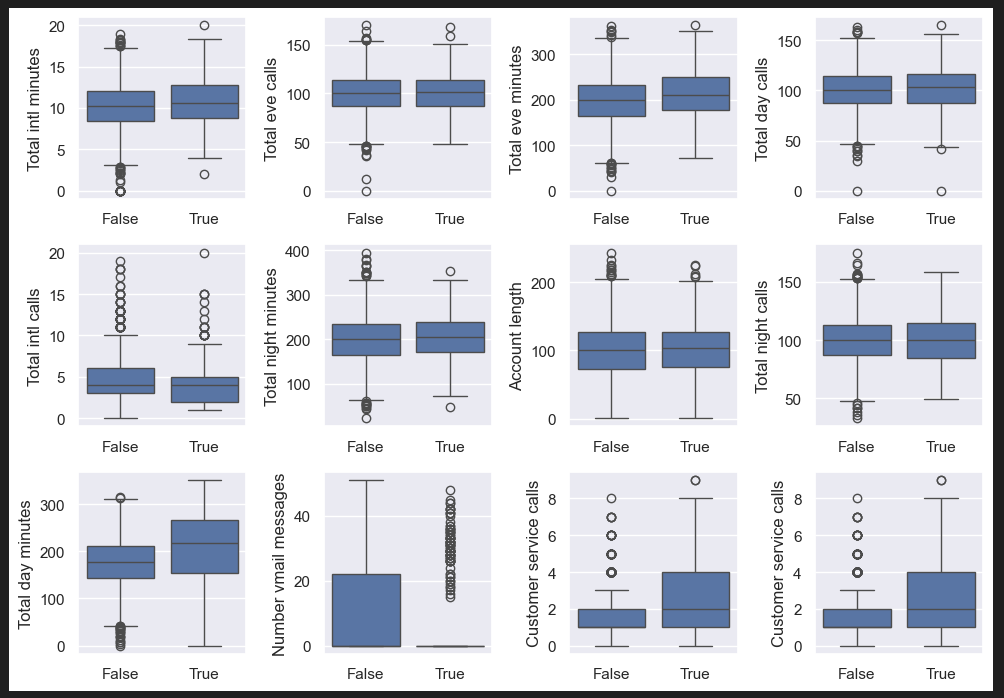 Total intl minutes
20
15
10
5
0
False True
Total eve calls
150
100
50
0
False True
Total eve minutes
300
200
100
0
False True
Total day calls
150
100
50
0
False True
Total intl calls
20
15
10
5
0
False True
Total night minutes
400
300
200
100
False True
Account length
200
100
0
False True
Total night calls
150
100
50
False True
Total day minutes
300
200
100
0
False True
Number vmail messages
40
20
0
False True
Customer service calls
8
6
4
2
0
False True
Customer service calls
8
6
4
2
0
False True